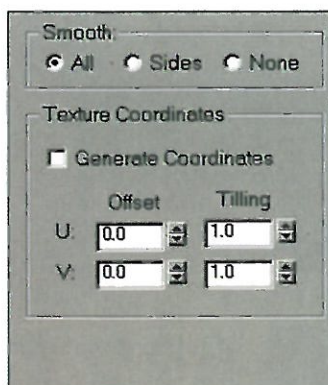 Smooth:
All Sides None
Texture Coordinates
Generate Coordinates
Offset Tilling
U: 0.0 1.0
V: 0.0 1.0